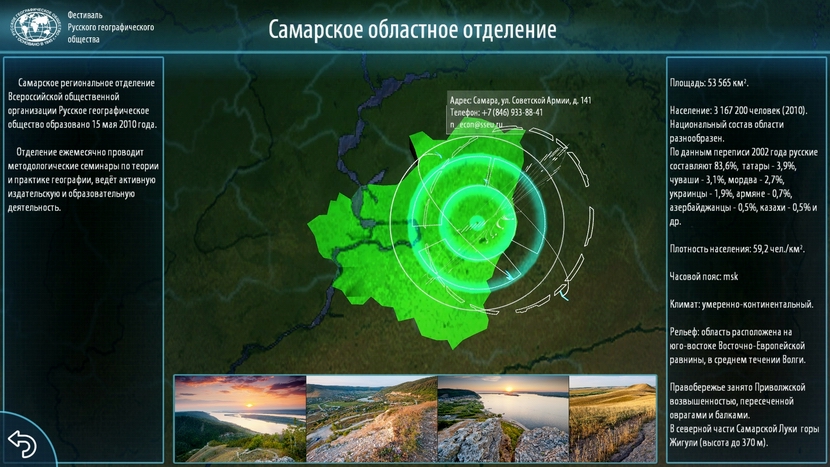 Фестиваль
Русского географического
общества
Самарское областное отделение
Самарское региональное отделение
Всероссийской общественной
организации Русское географическое
общество образовано 15 мая 2010 года.
Отделение ежемесячно проводит
методологические семинары по теории
и практике географии, ведёт активную
издательскую и образовательную
деятельность.
Адрес: Самара, ул. Советской Армии, д. 141
Телефон: +7 (846) 933-88-41
n_econ@sseu.ru
Площадь: 53 565 км².
Население: 3 167 200 человек (2010).
Национальный состав области
разнообразен.
По данным переписи 2002 года русские
составляют 83,6%, татары - 3,9%,
чуваши - 3,1%, мордва - 2,7%,
украинцы - 1,9%, армяне - 0,7%,
азербайджанцы - 0,5%, казахи - 0,5% и
др.
Плотность населения: 59,2 чел./км².
Часовой пояс: msk
Климат: умеренно-континентальный.
Рельеф: область расположена на
юго-востоке Восточно-Европейской
равнины, в среднем течении Волги.
Правобережье занято Приволжской
возвышенностью, пересеченной
оврагами и балками.
В северной части Самарской Луки горы
Жигули (высота до 370 м).